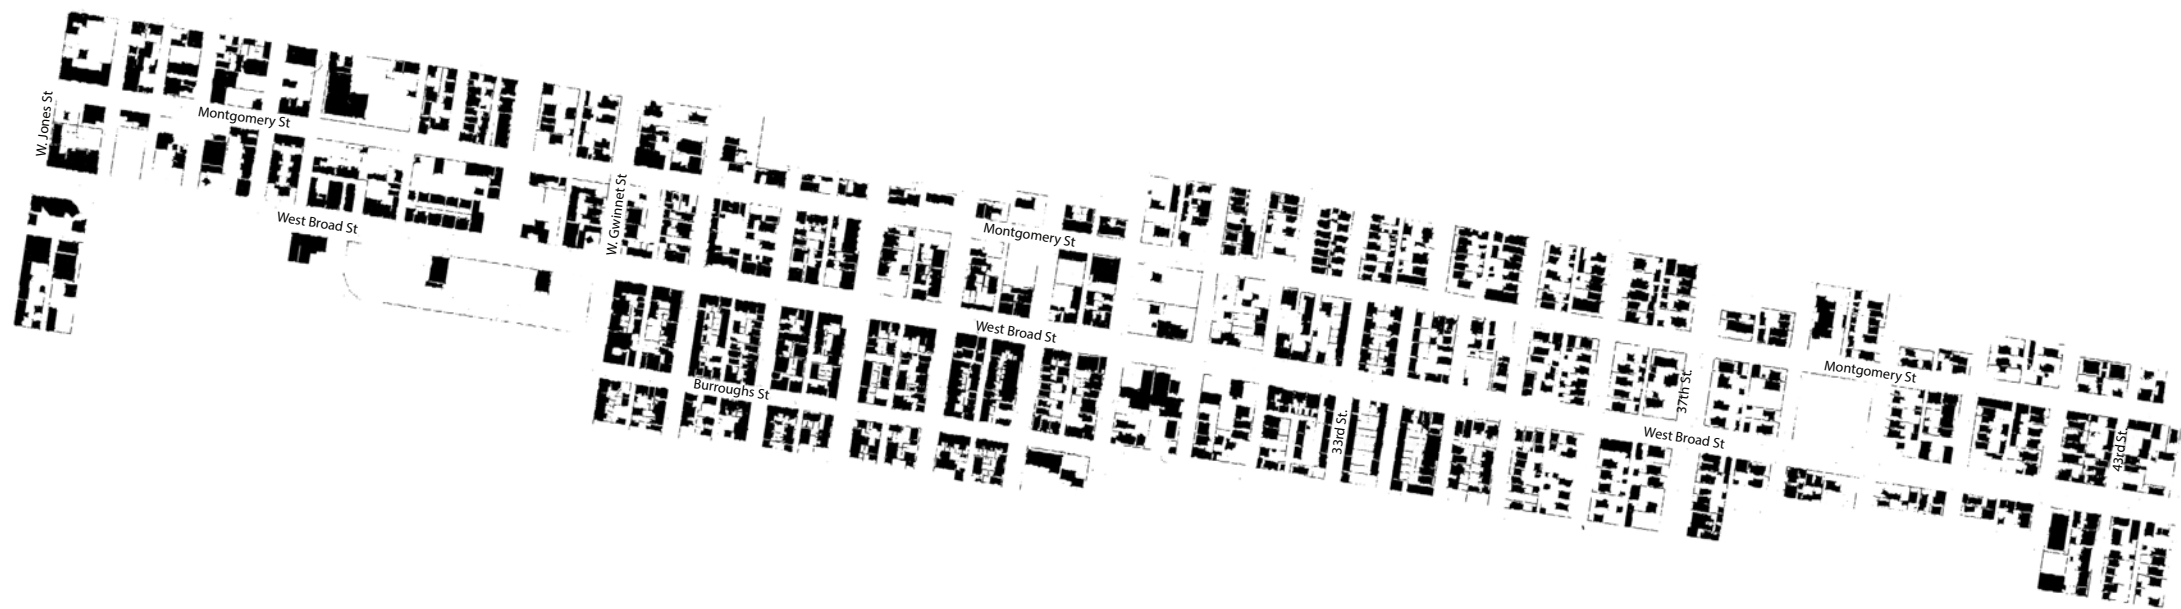 W. Jones St
Montgomery St
West Broad St
W. Gwinnet St
Burroughs St
Montgomery St
West Broad St
33rd St.
37th St.
West Broad St
Montgomery St
43rd St.